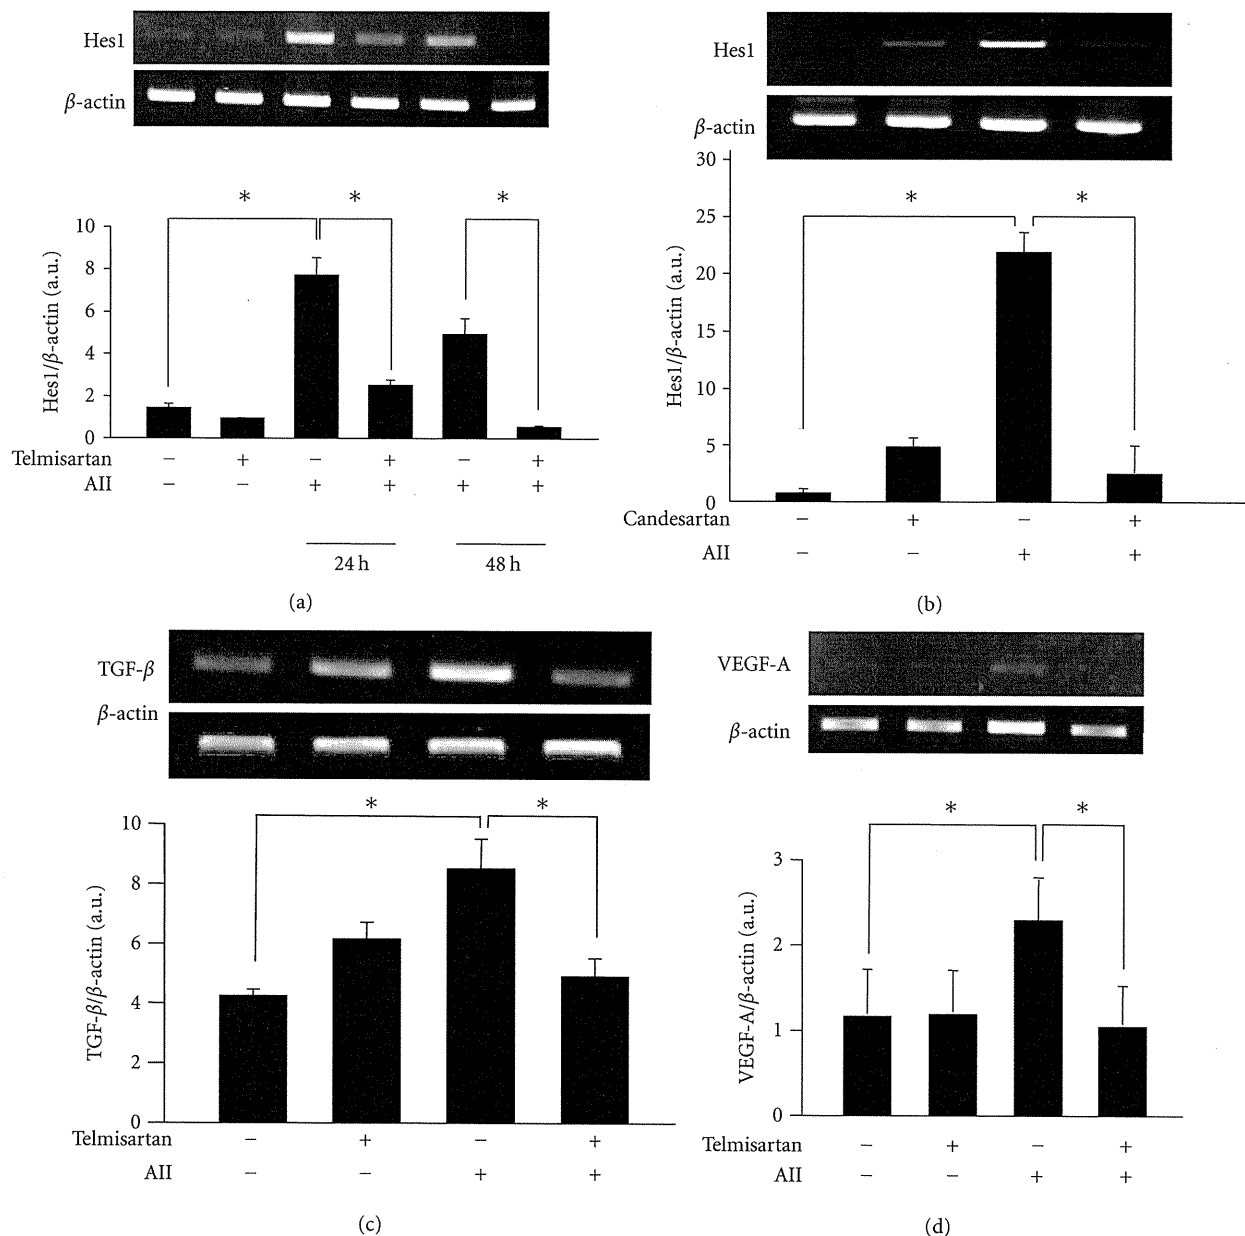 Hes1
β-actin
* * *
10
8
6
4
2
0
Hes1/β-actin (a.u.)
Telmisartan − + − + − +
AII − − + + + +
24 h 48 h
(a)
Hes1
β-actin
30
25
20
15
10
5
0
* *
Hes1/β-actin (a.u.)
Candesartan − + − +
AII − − + +
(b)
TGF-β
β-actin
* *
10
8
6
4
2
0
TGF-β/β-actin (a.u.)
Telmisartan − + − +
AII − − + +
(c)
VEGF-A
β-actin
* *
3
2
1
0
VEGF-A/β-actin (a.u.)
Telmisartan − + − +
AII − − + +
(d)